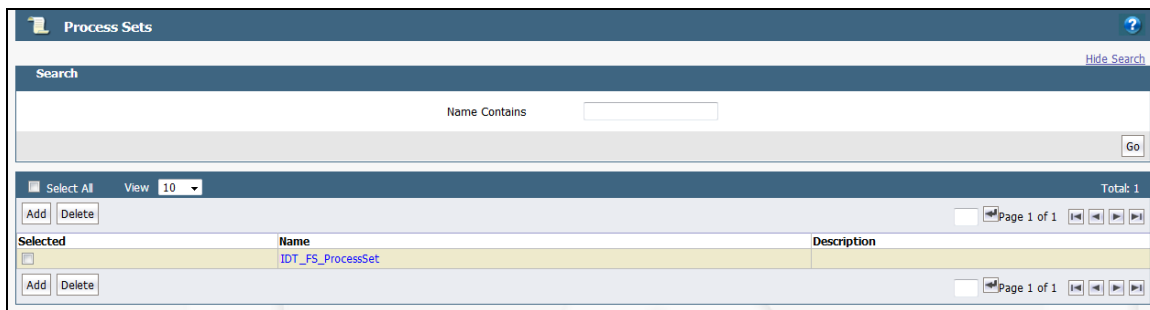 Process Sets ?
Hide Search
Search
Name Contains
Go
Select All View 10 Total: 1
Add Delete Page 1 of 1
Selected Name Description
IDT_FS_ProcessSet
Add Delete Page 1 of 1